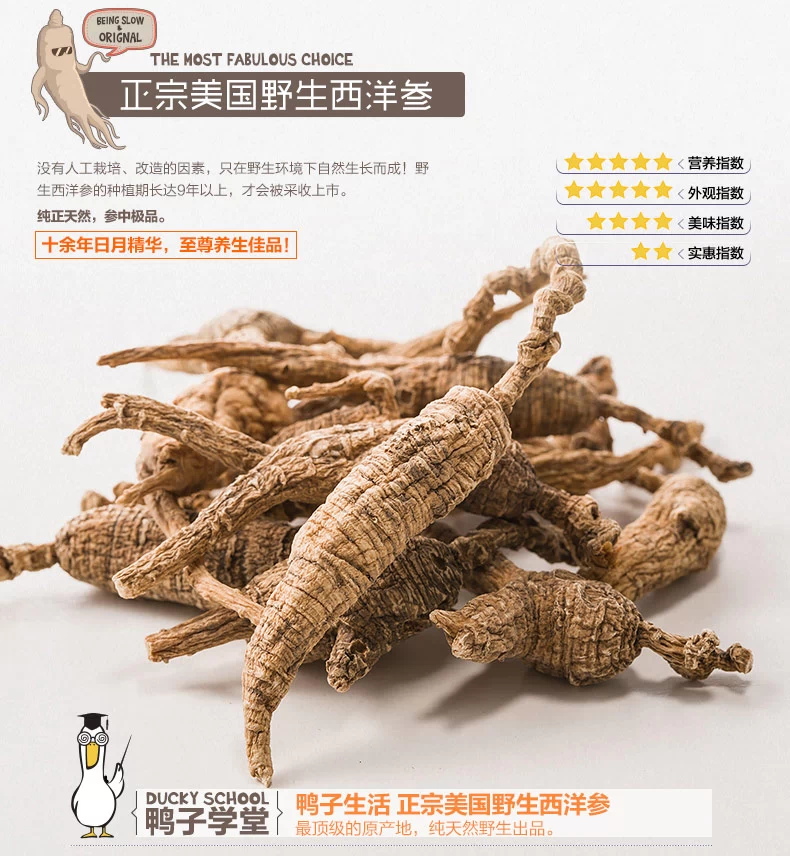 BEING SLOW
&
ORIGNAL
THE MOST FABULOUS CHOICE
正宗美国野生西洋参
没有人工栽培、改造的因素，只在野生环境下自然生长而成！野
生西洋参的种植期长达9年以上，才会被采收上市。
纯正天然，参中极品。
十余年日月精华，至尊养生佳品！
营养指数
外观指数
美味指数
实惠指数
DUCKY SCHOOL
鸭子学堂
鸭子生活 正宗美国野生西洋参
最顶级的原产地，纯天然野生出品。